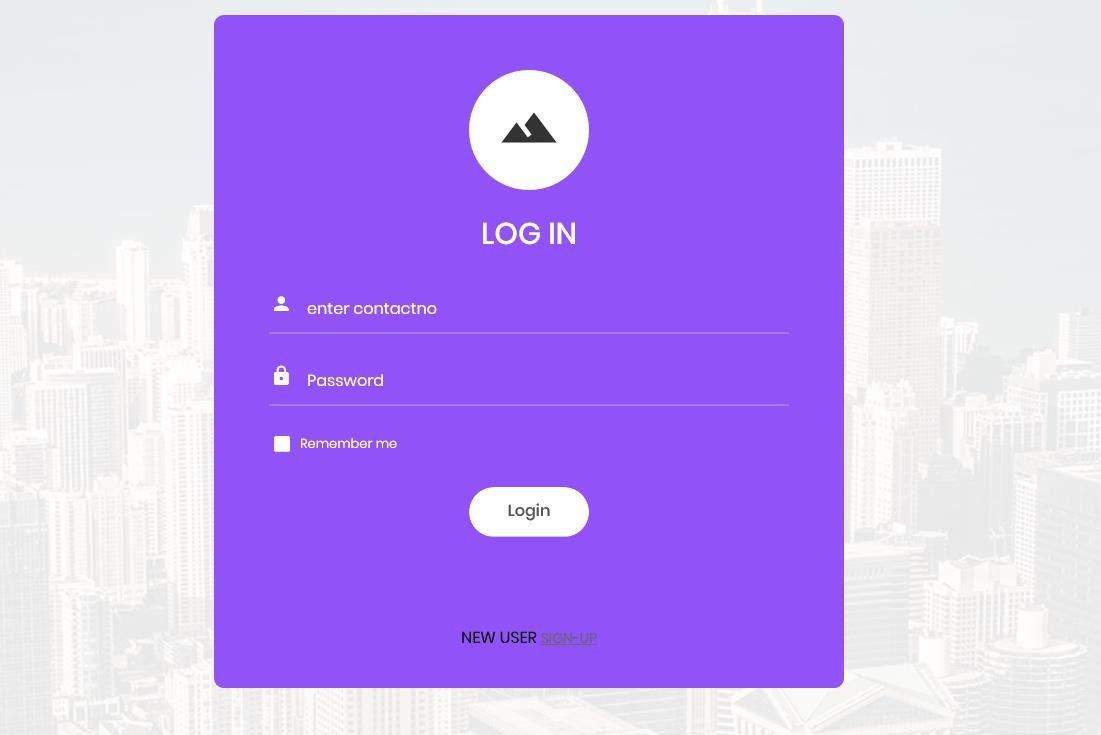 LOG IN
enter contactno
Password
Remember me
Login
NEW USER SIGN-UP